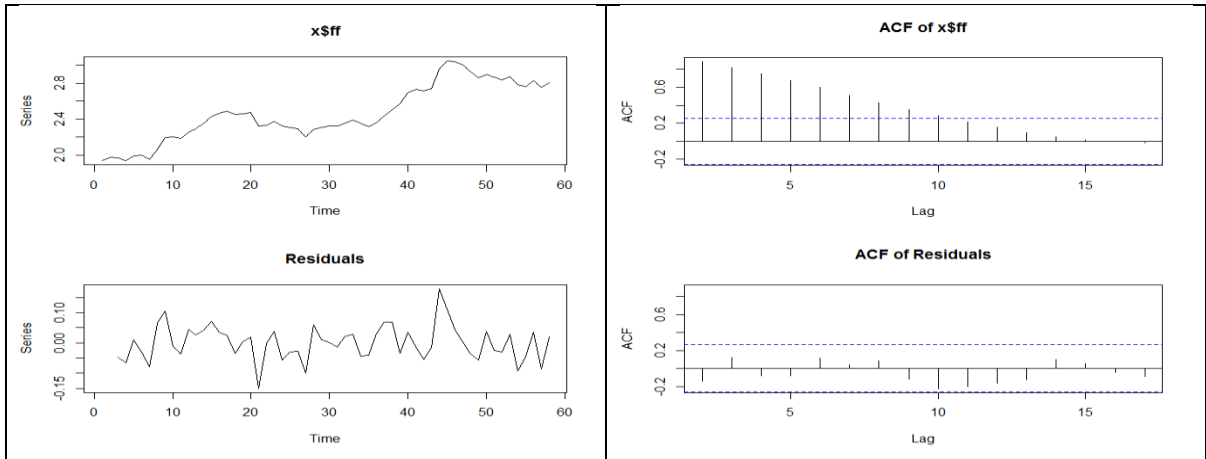 x$ff
Series
2.0 2.4 2.8
0 10 20 30 40 50 60
Time
Residuals
Series
-0.15 0.00 0.10
0 10 20 30 40 50 60
Time
ACF of x$ff
ACF
-0.2 0.2 0.6
5 10 15
Lag
ACF of Residuals
ACF
-0.2 0.2 0.6
5 10 15
Lag